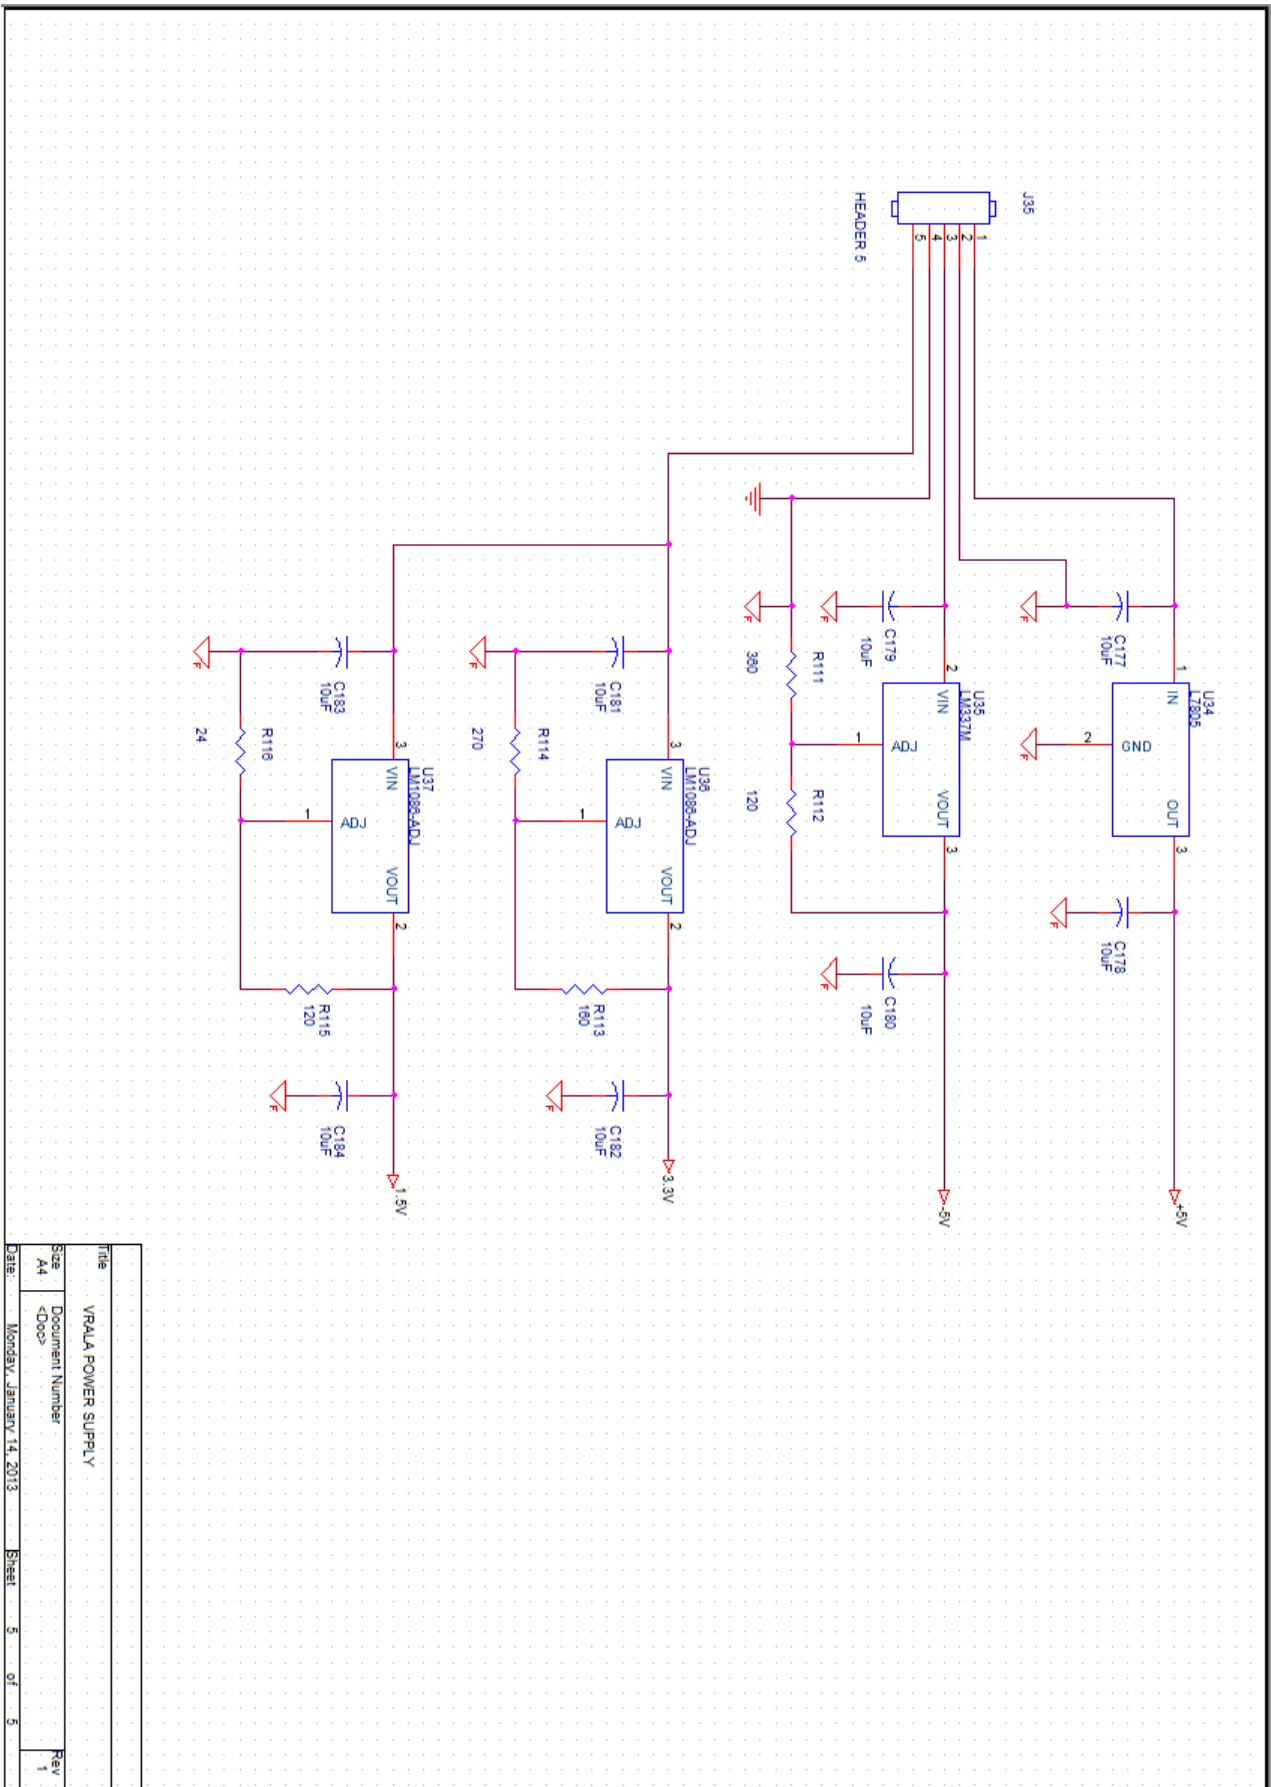 J35
1
2
3
4
5
HEADER 5
U34
L7805
1
IN
GND
2
OUT
3
C177
10uF
C178
10uF
+5V
U35
LM337M
2
VIN
ADJ
1
VOUT
3
C179
10uF
R111
360
R112
120
C180
10uF
-5V
U36
LM1086-ADJ
3
VIN
ADJ
1
VOUT
2
C181
10uF
R114
270
R113
160
C182
10uF
3.3V
U37
LM1086-ADJ
3
VIN
ADJ
1
VOUT
2
C183
10uF
R116
24
R115
120
C184
10uF
1.5V
F
F
F
F
F
F
F
F
F
F
Title
VRALA POWER SUPPLY
Size
A4
Document Number
<Doc>
Rev
1
Date:
Monday, January 14, 2013
Sheet 5 of 5